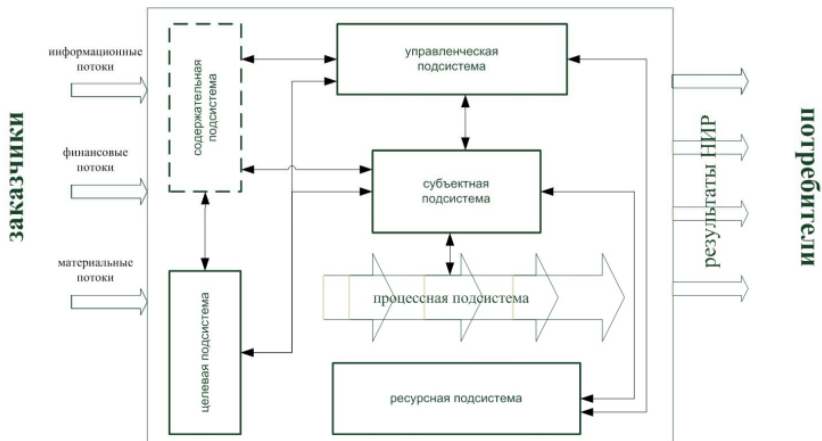 заказчики
информационные
потоки
финансовые
потоки
материальные
потоки
содержательная
подсистема
целевая подсистема
управленческая
подсистема
субъектная
подсистема
процессная подсистема
ресурсная подсистема
результаты НИР
потребители